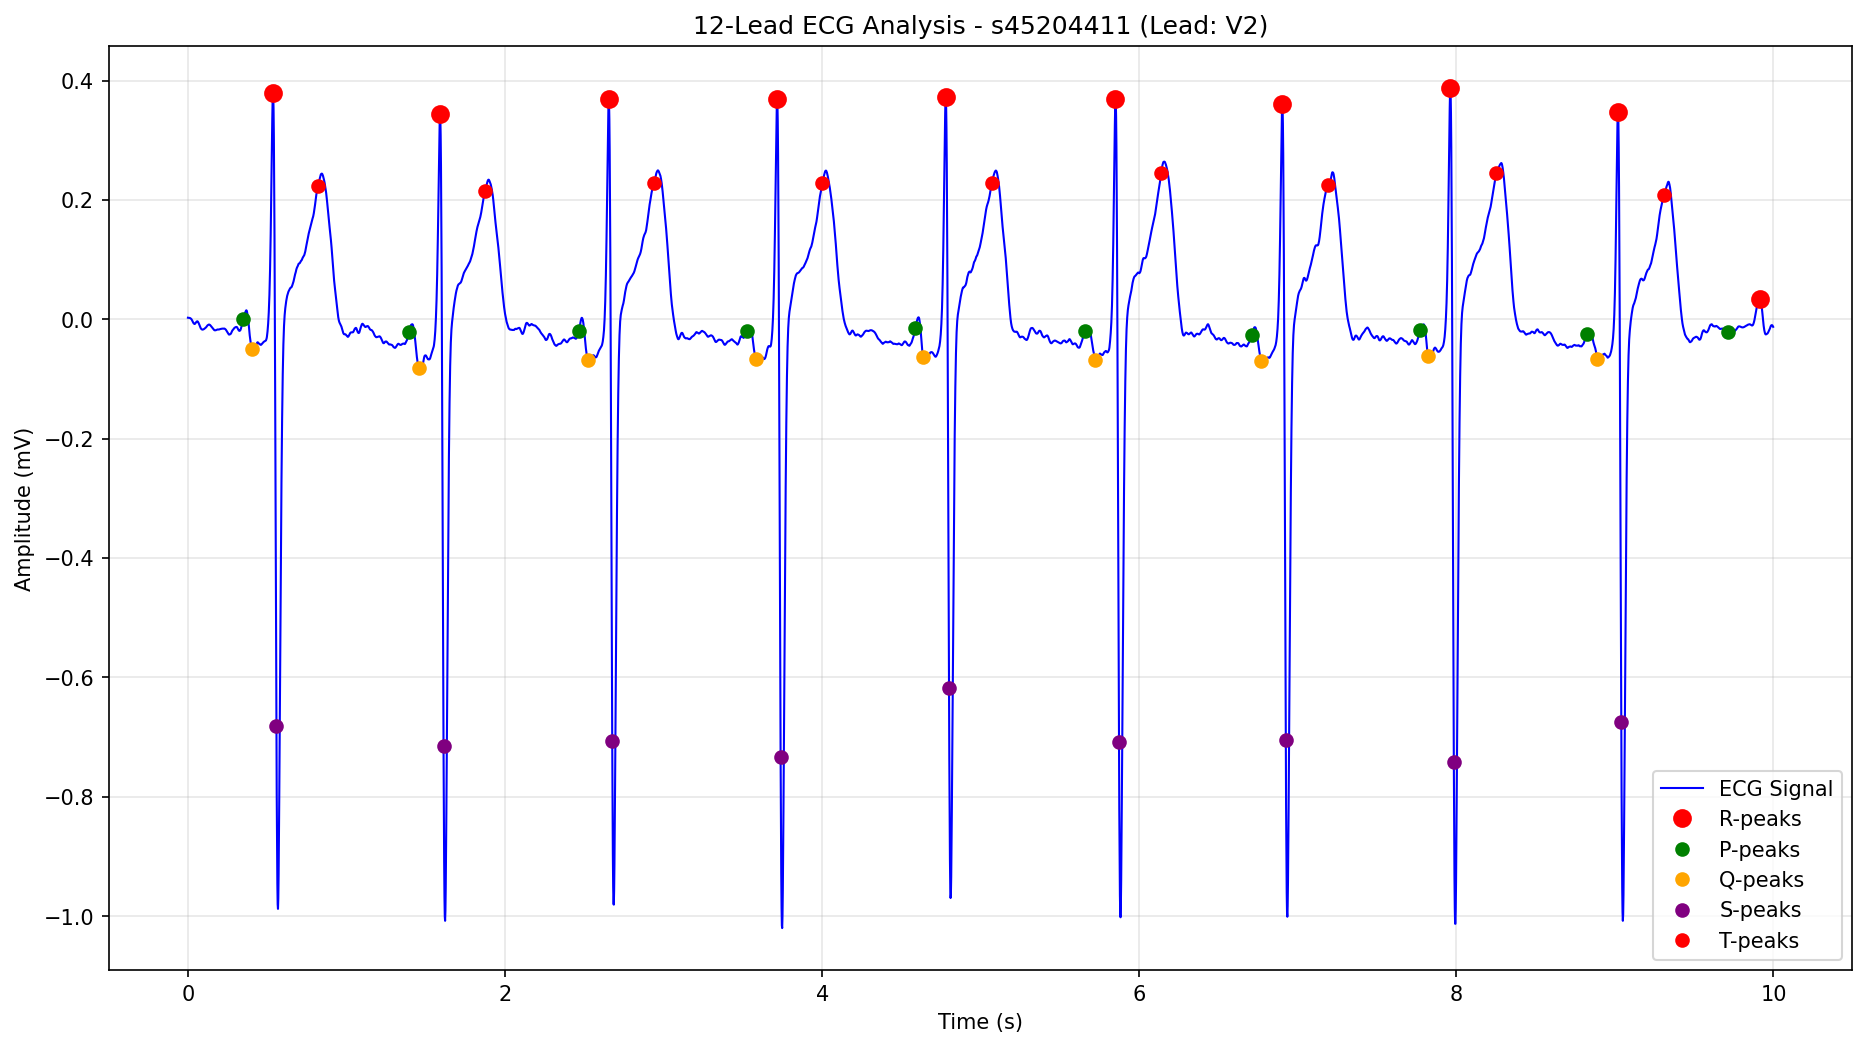 12-Lead ECG Analysis - s45204411 (Lead: V2)
Amplitude (mV)
0.4
0.2
0.0
−0.2
−0.4
−0.6
−0.8
−1.0
ECG Signal
R-peaks
P-peaks
Q-peaks
S-peaks
T-peaks
0 2 4 6 8 10
Time (s)